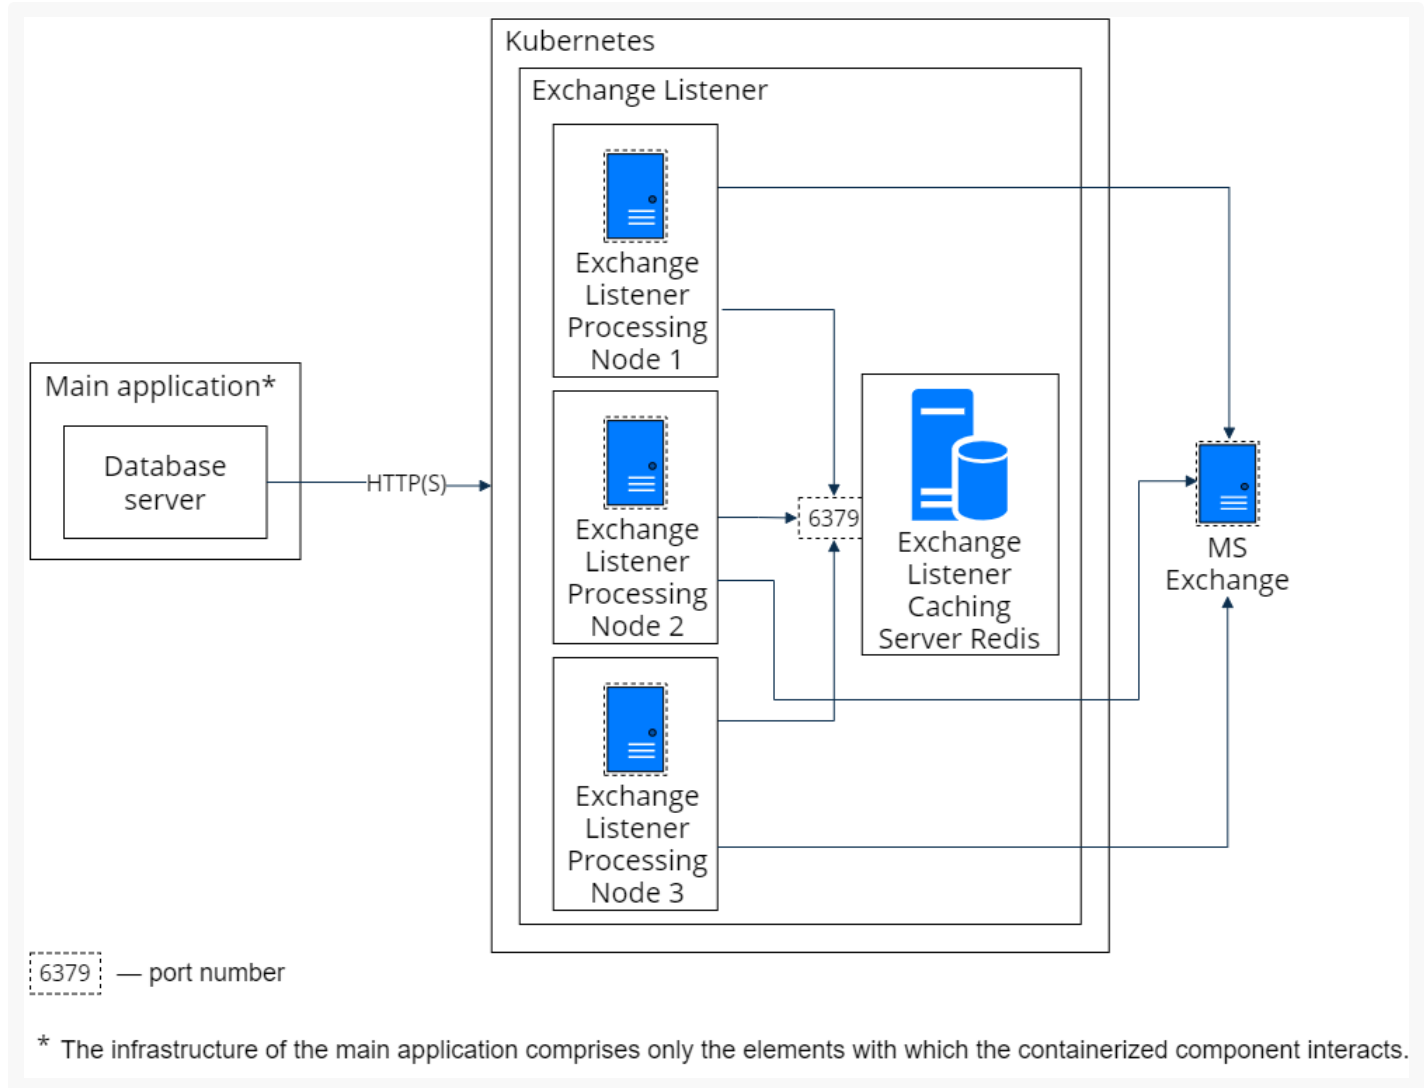 Kubernetes
Exchange Listener
Exchange
Listener
Processing
Node 1
Main application*
Database
server
HTTP(S)
Exchange
Listener
Processing
Node 2
6379
Exchange
Listener
Caching
Server Redis
MS
Exchange
Exchange
Listener
Processing
Node 3
6379 — port number
* The infrastructure of the main application comprises only the elements with which the containerized component interacts.